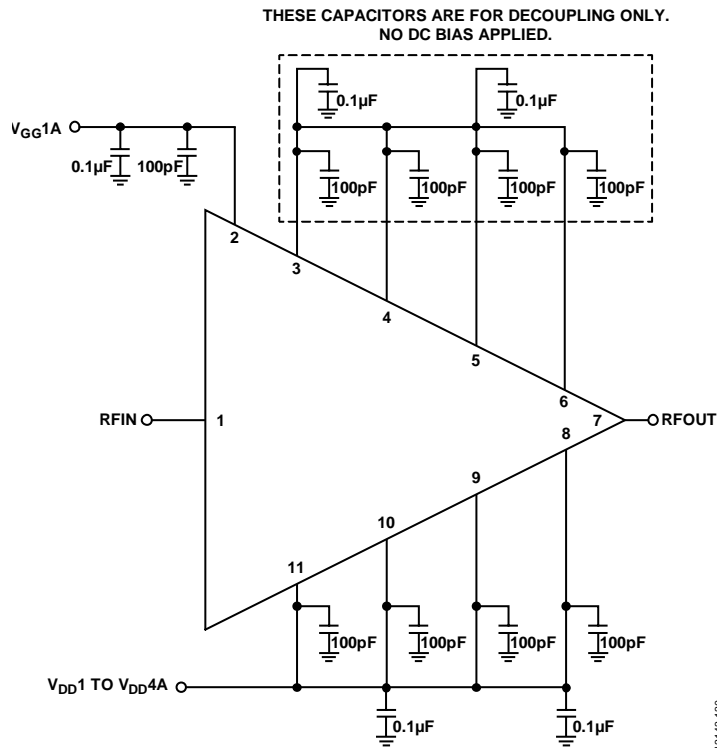 THESE CAPACITORS ARE FOR DECOUPLING ONLY.
NO DC BIAS APPLIED.
0.1µF
0.1µF
VGG1A
0.1µF
100pF
100pF
100pF
100pF
100pF
2
3
4
5
6
RFIN
1
7
RFOUT
8
9
10
11
100pF
100pF
100pF
100pF
VDD1 TO VDD4A
0.1µF
0.1µF